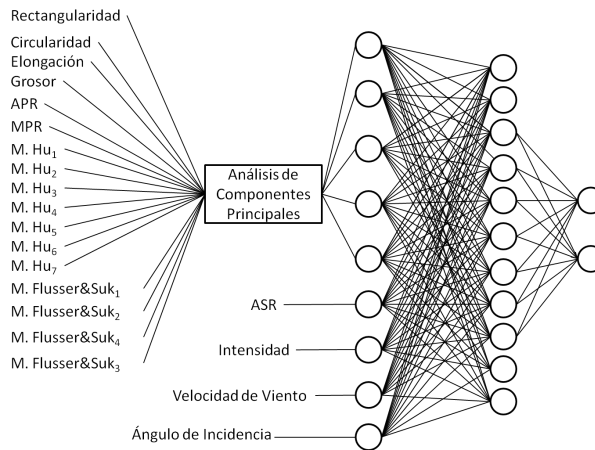 Rectangularidad
Circularidad
Elongación
Grosor
APR
MPR
M. Hu1
M. Hu2
M. Hu3
M. Hu4
M. Hu5
M. Hu6
M. Hu7
M. Flusser&Suk1
M. Flusser&Suk2
M. Flusser&Suk4
M. Flusser&Suk3
Análisis de
Componentes
Principales
ASR
Intensidad
Velocidad de Viento
Ángulo de Incidencia